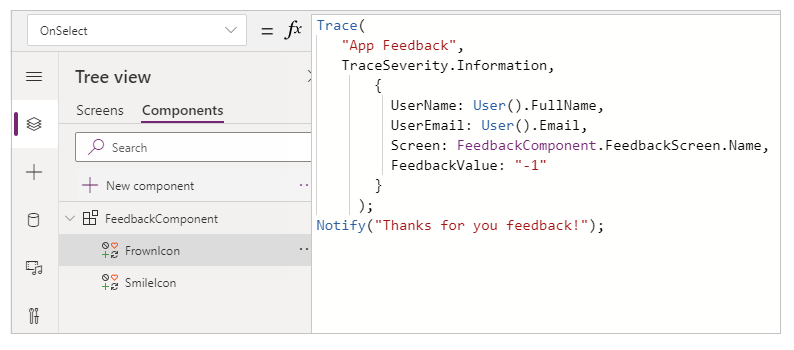 OnSelect
= fx
Trace(
"App Feedback",
TraceSeverity.Information,
{
UserName: User().FullName,
UserEmail: User().Email,
Screen: FeedbackComponent.FeedbackScreen.Name,
FeedbackValue: "-1"
}
);
Notify("Thanks for you feedback!");
Tree view
Screens Components
Search
New component
FeedbackComponent
FrownIcon
SmileIcon